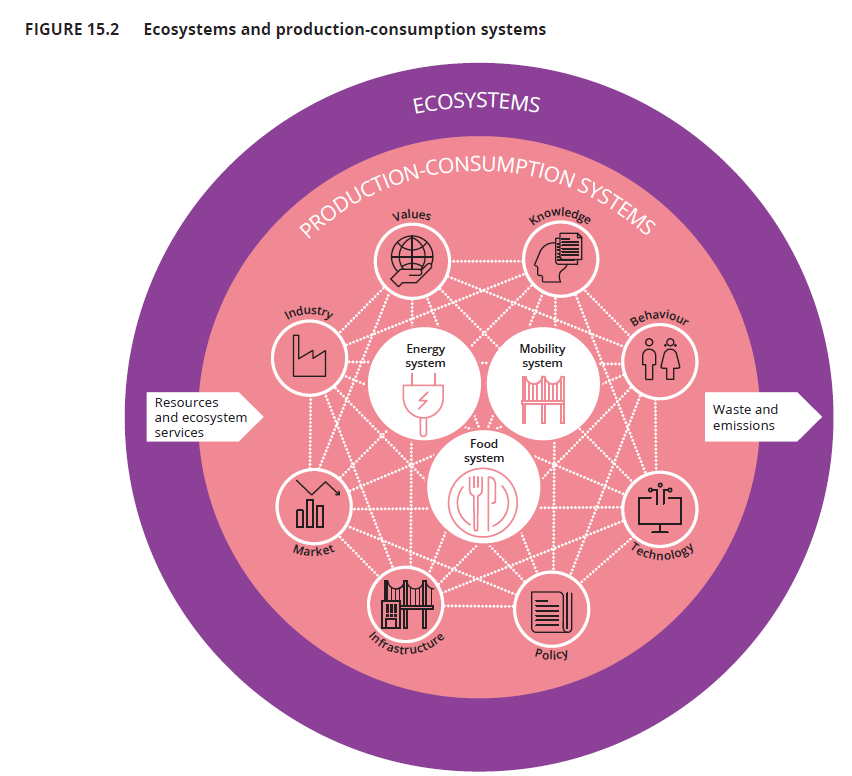 FIGURE 15.2 Ecosystems and production-consumption systems
ECOSYSTEMS
PRODUCTION-CONSUMPTION SYSTEMS
Values
Knowledge
Industry
Behaviour
Energy
system
Mobility
system
Resources
and ecosystem
services
Waste and
emissions
Food
system
Market
Technology
Infrastructure
Policy